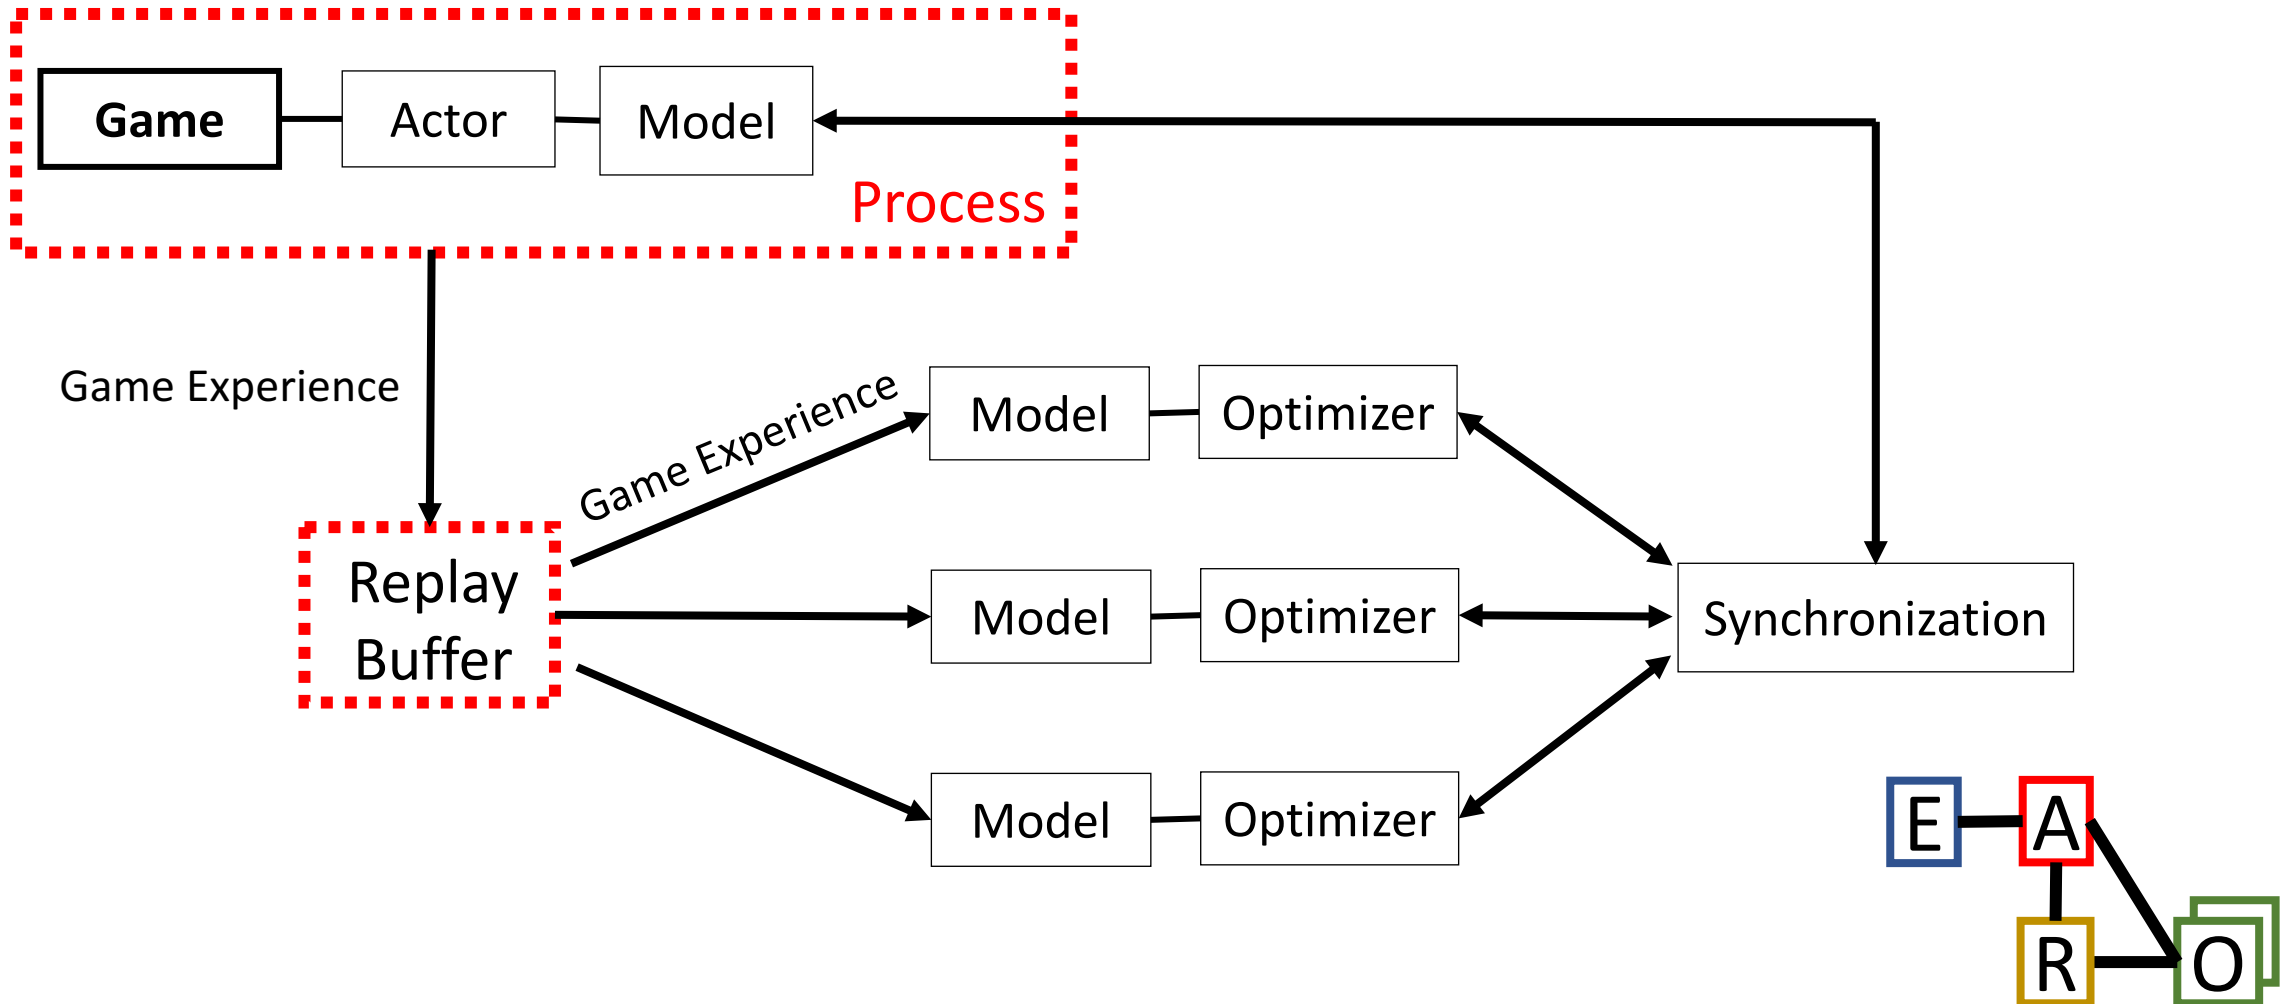 Game
Actor
Model
Process
Game Experience
Game Experience
Model
Optimizer
Replay
Buffer
Model
Optimizer
Synchronization
Model
Optimizer
E
A
R
O